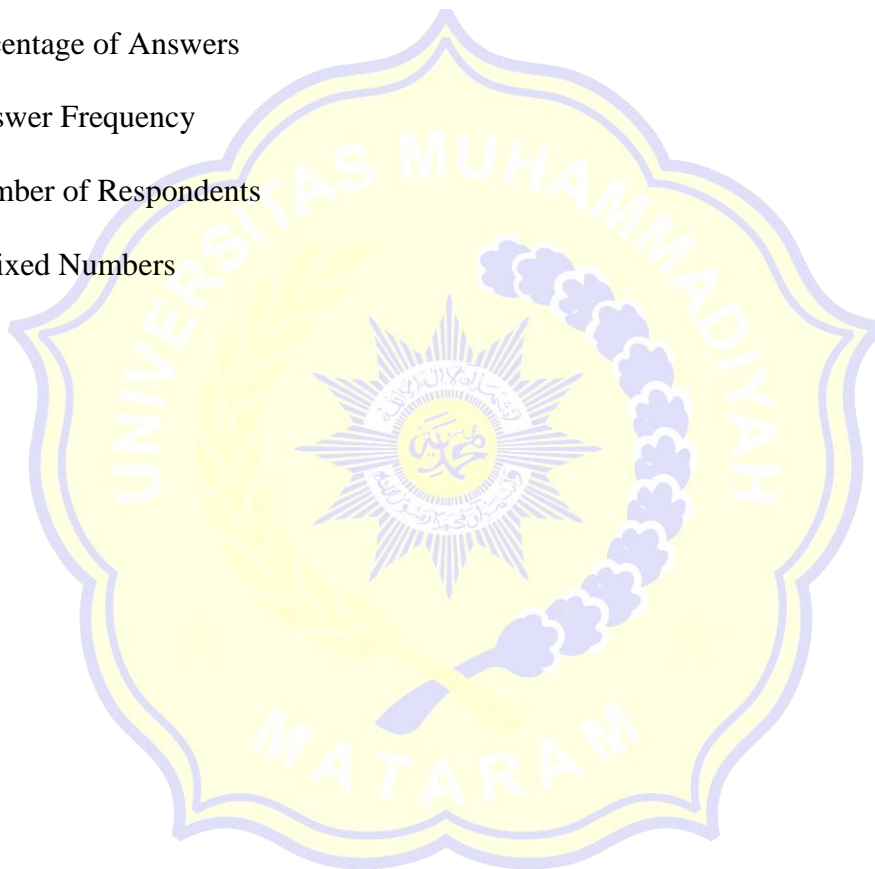 centage of Answers
swer Frequency
mber of Respondents
ixed Numbers
UNIVERSITAS MUHAMMADIYAH
MATARAM